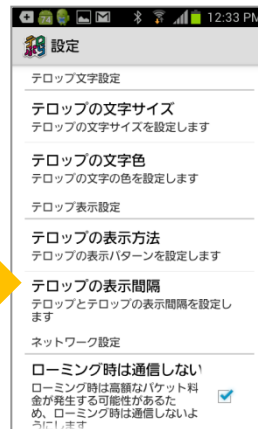 74
12:33 PM
設定
テロップ文字設定
テロップの文字サイズ
テロップの文字サイズを設定します
テロップの文字色
テロップの文字の色を設定します
テロップ表示設定
テロップの表示方法
テロップの表示パターンを設定します
テロップの表示間隔
テロップとテロップの表示間隔を設定し
ます
ネットワーク設定
ローミング時は通信しない
ローミング時は高額なパケット料
金が発生する可能性があるた
め、ローミング時は通信しないよ
うにします